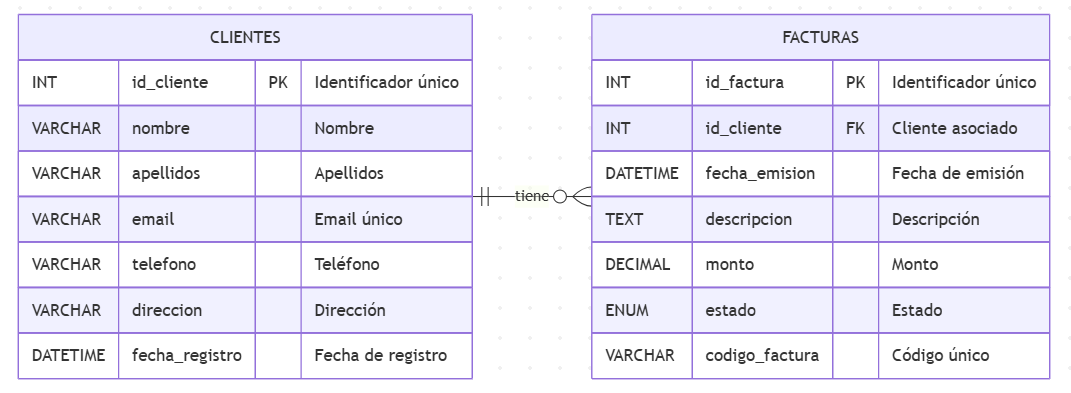 CLIENTES
INT id_cliente PK Identificador único
VARCHAR nombre Nombre
VARCHAR apellidos Apellidos
VARCHAR email Email único
VARCHAR telefono Teléfono
VARCHAR direccion Dirección
DATETIME fecha_registro Fecha de registro
tiene
FACTURAS
INT id_factura PK Identificador único
INT id_cliente FK Cliente asociado
DATETIME fecha_emision Fecha de emisión
TEXT descripcion Descripción
DECIMAL monto Monto
ENUM estado Estado
VARCHAR codigo_factura Código único